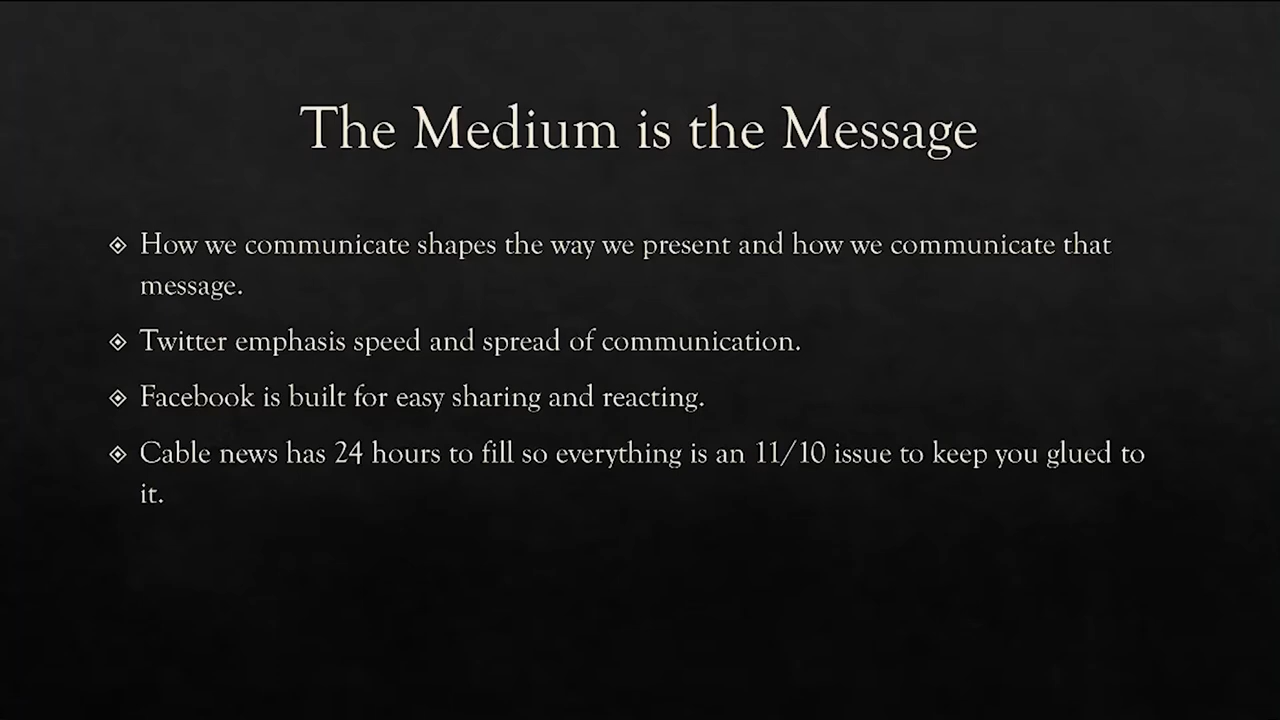 The Medium is the Message
How we communicate shapes the way we present and how we communicate that
message.
Twitter emphasis speed and spread of communication.
Facebook is built for easy sharing and reacting.
Cable news has 24 hours to fill so everything is an 11/10 issue to keep you glued to
it.